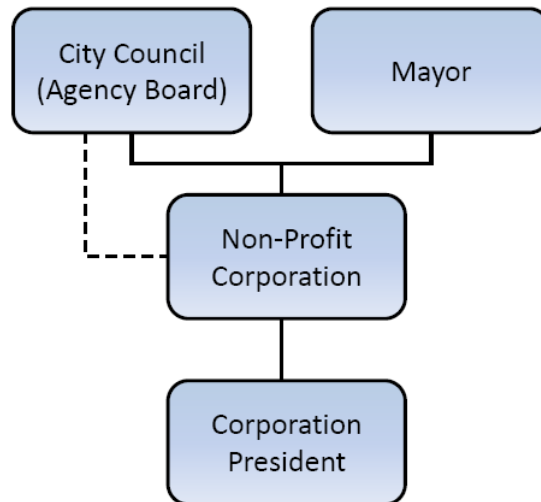 City Council
(Agency Board)
Mayor
Non-Profit
Corporation
Corporation
President